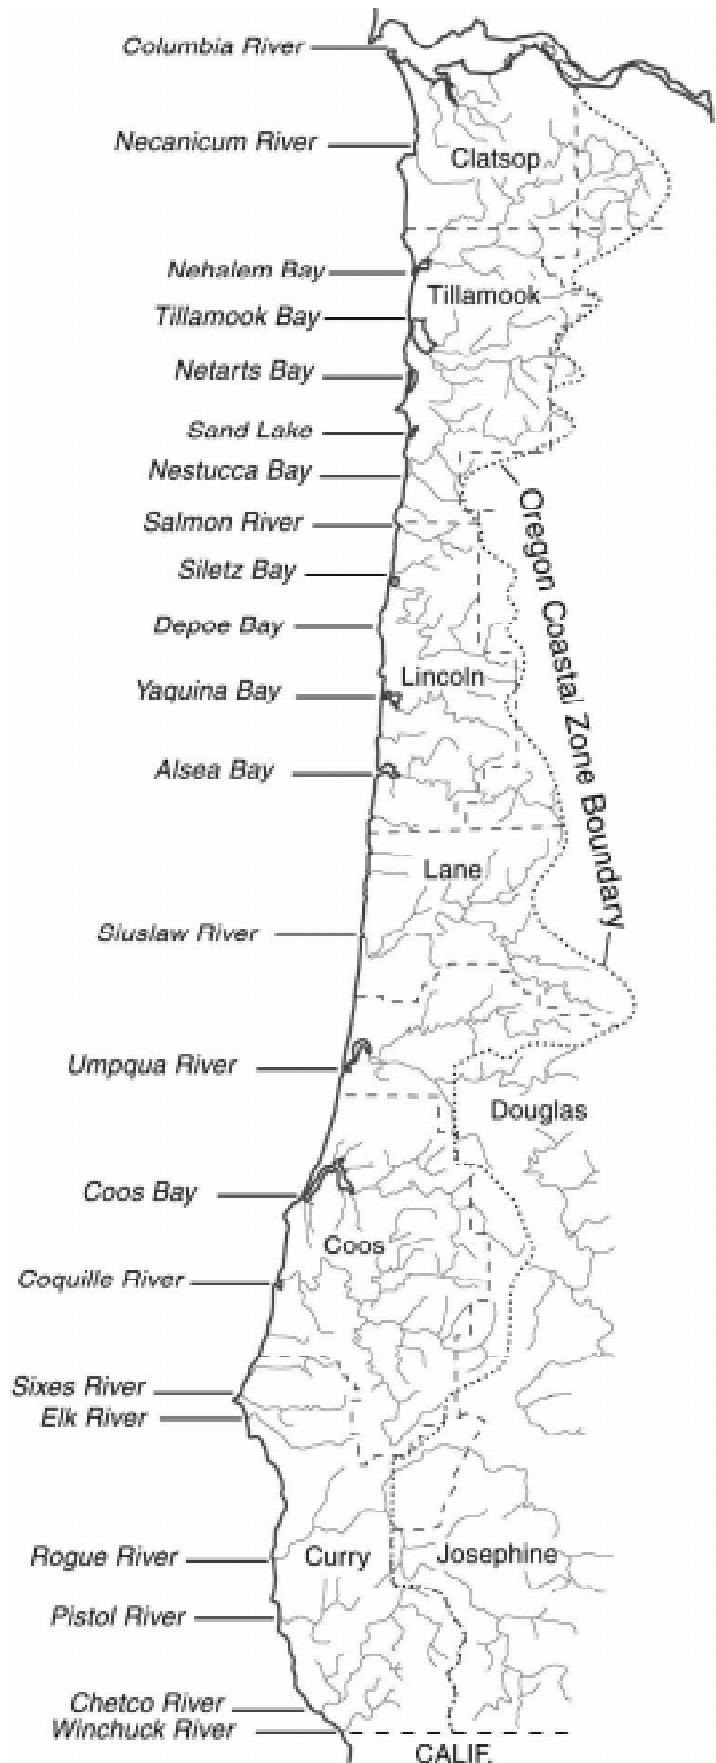 Columbia River
Necanicum River
Clatsop
Nehalem Bay
Tillamook
Tillamook Bay
Netarts Bay
Sand Lake
Nestucca Bay
Salmon River
Oregon Coastal Zone Boundary
Siletz Bay
Depoe Bay
Lincoln
Yaquina Bay
Alsea Bay
Lane
Siuslaw River
Umpqua River
Douglas
Coos Bay
Coos
Coquille River
Sixes River
Elk River
Rogue River
Curry
Josephine
Pistol River
Chetco River
Winchuck River
CALIF.